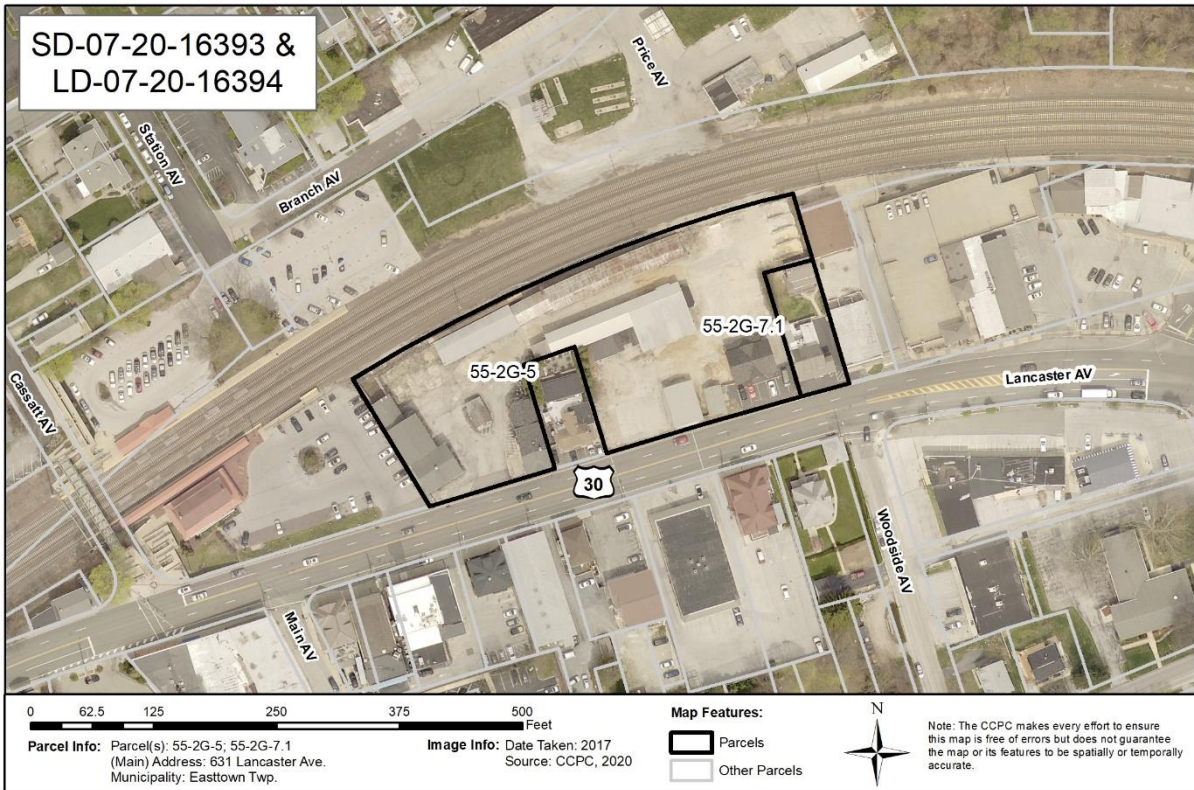 SD-07-20-16393 &
LD-07-20-16394
Price AV
Station AV
Branch AV
55-2G-7.1
55-2G-5
Lancaster AV
Cassatt AV
30
Woodside AV
Main AV
0 62.5 125 250 375 500
Feet
Parcel Info: Parcel(s): 55-2G-5; 55-2G-7.1
(Main) Address: 631 Lancaster Ave.
Municipality: Easttown Twp.
Image Info: Date Taken: 2017
Source: CCPC, 2020
Map Features:
Parcels
Other Parcels
N
Note: The CCPC makes every effort to ensure
this map is free of errors but does not guarantee
the map or its features to be spatially or temporally
accurate.